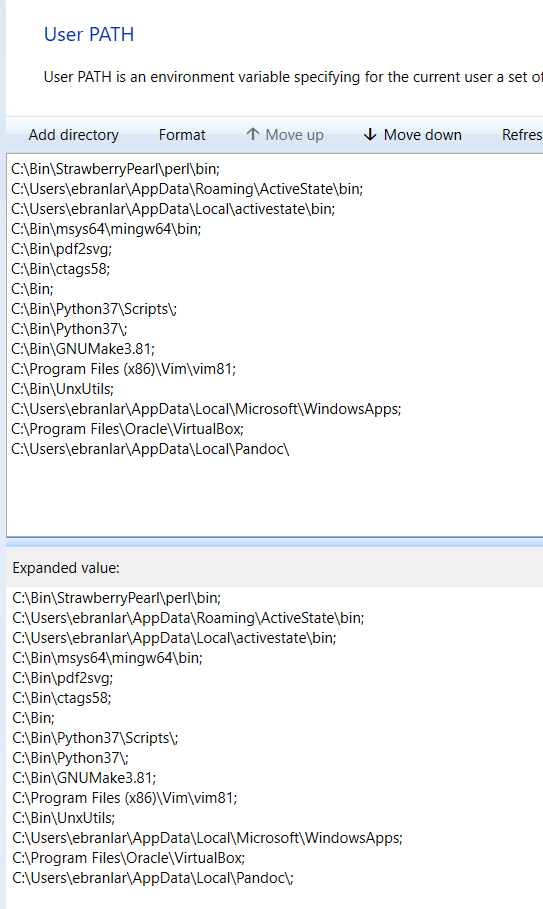 User PATH
User PATH is an environment variable specifying for the current user a set of
Add directory Format Move up Move down Refres
C:\Bin\StrawberryPearl\perl\bin;
C:\Users\ebranlar\AppData\Roaming\ActiveState\bin;
C:\Users\ebranlar\AppData\Local\activestate\bin;
C:\Bin\msys64\mingw64\bin;
C:\Bin\pdf2svg;
C:\Bin\ctags58;
C:\Bin;
C:\Bin\Python37\Scripts\;
C:\Bin\Python37\;
C:\Bin\GNUMake3.81;
C:\Program Files (x86)\Vim\vim81;
C:\Bin\UnxUtils;
C:\Users\ebranlar\AppData\Local\Microsoft\WindowsApps;
C:\Program Files\Oracle\VirtualBox;
C:\Users\ebranlar\AppData\Local\Pandoc\
Expanded value:
C:\Bin\StrawberryPearl\perl\bin;
C:\Users\ebranlar\AppData\Roaming\ActiveState\bin;
C:\Users\ebranlar\AppData\Local\activestate\bin;
C:\Bin\msys64\mingw64\bin;
C:\Bin\pdf2svg;
C:\Bin\ctags58;
C:\Bin;
C:\Bin\Python37\Scripts\;
C:\Bin\Python37\;
C:\Bin\GNUMake3.81;
C:\Program Files (x86)\Vim\vim81;
C:\Bin\UnxUtils;
C:\Users\ebranlar\AppData\Local\Microsoft\WindowsApps;
C:\Program Files\Oracle\VirtualBox;
C:\Users\ebranlar\AppData\Local\Pandoc\;